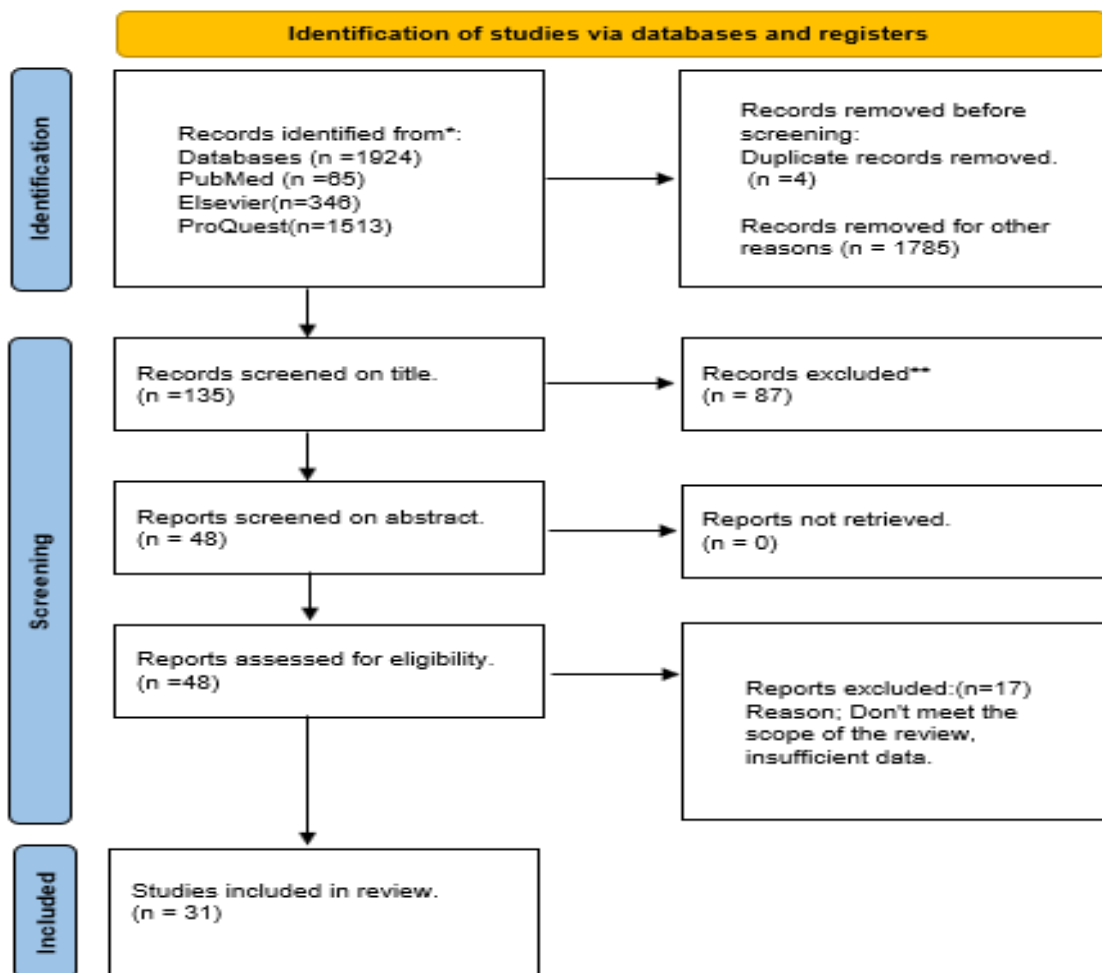 Identification of studies via databases and registers
Identification
Records identified from*:
Databases (n =1924)
PubMed (n =65)
Elsevier(n=346)
ProQuest(n=1513)
Records removed before
screening:
Duplicate records removed.
(n =4)
Records removed for other
reasons (n = 1785)
Screening
Records screened on title.
(n =135)
Records excluded**
(n = 87)
Reports screened on abstract.
(n = 48)
Reports not retrieved.
(n = 0)
Reports assessed for eligibility.
(n =48)
Reports excluded:(n=17)
Reason; Don't meet the
scope of the review,
insufficient data.
Included
Studies included in review.
(n = 31)